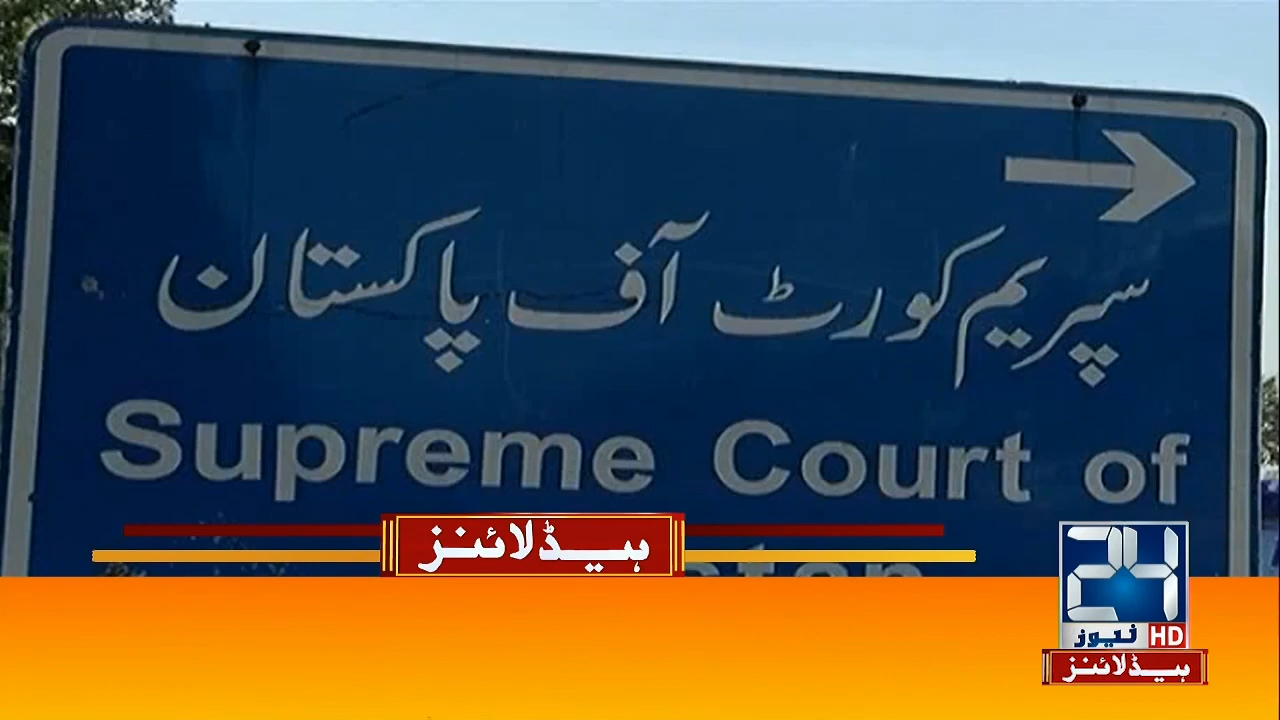 سپریم کورٹ آف پاکستان
Supreme Court of
ہیڈلائنز
24
نیوز HD
ہیڈلائنز